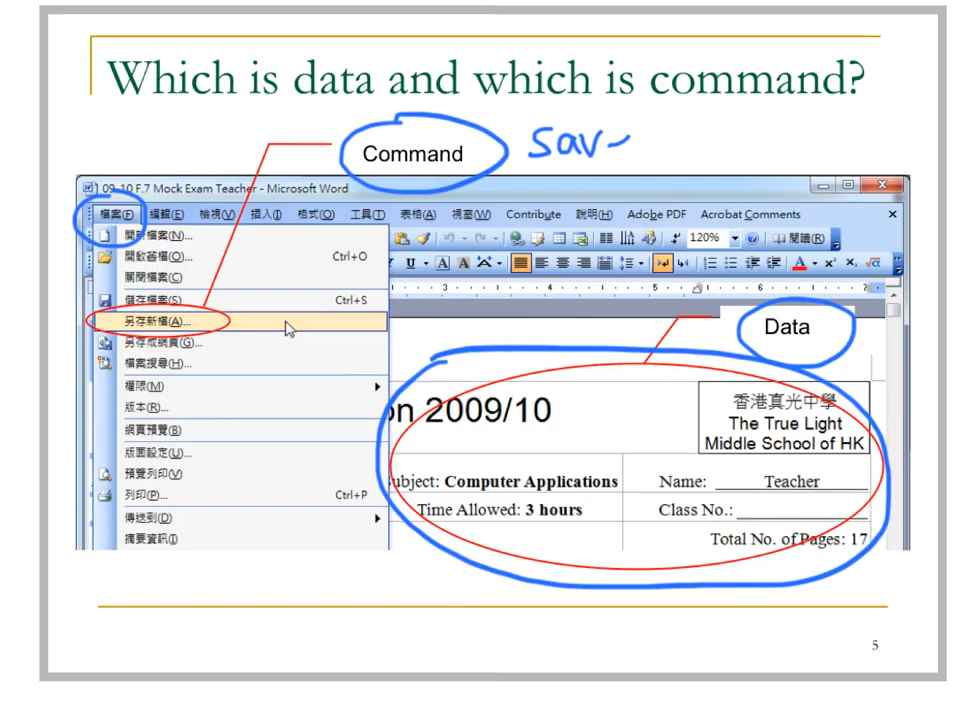 Which is data and which is command?
Command
sav
09-10 F.7 Mock Exam Teacher - Microsoft Word
檔案(F) 編輯(E) 檢視(V) 插入(I) 格式(O) 工具(T) 表格(A) 視窗(W) Contribute 說明(H) Adobe PDF Acrobat Comments
開新檔案(N)...
120%
閱讀(R)
開啟舊檔(O)... Ctrl+O
關閉檔案(C)
儲存檔案(S) Ctrl+S
3 4 5 6 7
另存新檔(A)...
Data
另存成網頁(G)...
檔案搜尋(H)...
權限(M)
版本(R)...
網頁預覽(B)
版面設定(U)...
預覽列印(V)
列印(P)... Ctrl+P
傳送到(D)
摘要資訊(I)
on 2009/10
香港真光中學
The True Light
Middle School of HK
ubject: Computer Applications
Name: Teacher
Time Allowed: 3 hours
Class No.:
Total No. of Pages: 17
5